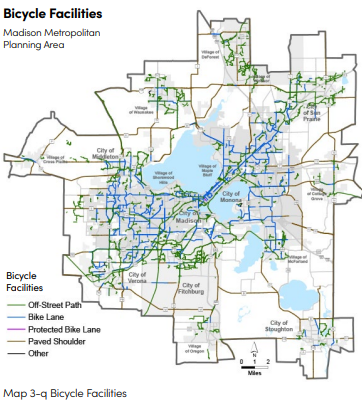 Bicycle Facilities
Madison Metropolitan
Planning Area
Village of
DeForest
Village of
Waunakee
of Sun
Prairie
City of
Middleton
Village of
Cross Plains
Village of
Shorewood
Hills
Village of
Maple
Bluff
City of
Monona
City of
Madison
Village of Cottage
Grove
Village of
McFarland
City of
Verona
City of
Fitchburg
City of
Stoughton
Village of
Oregon
Bicycle
Facilities
Off-Street Path
Bike Lane
Protected Bike Lane
Paved Shoulder
Other
N
0 1 2
Miles
Map 3-q Bicycle Facilities